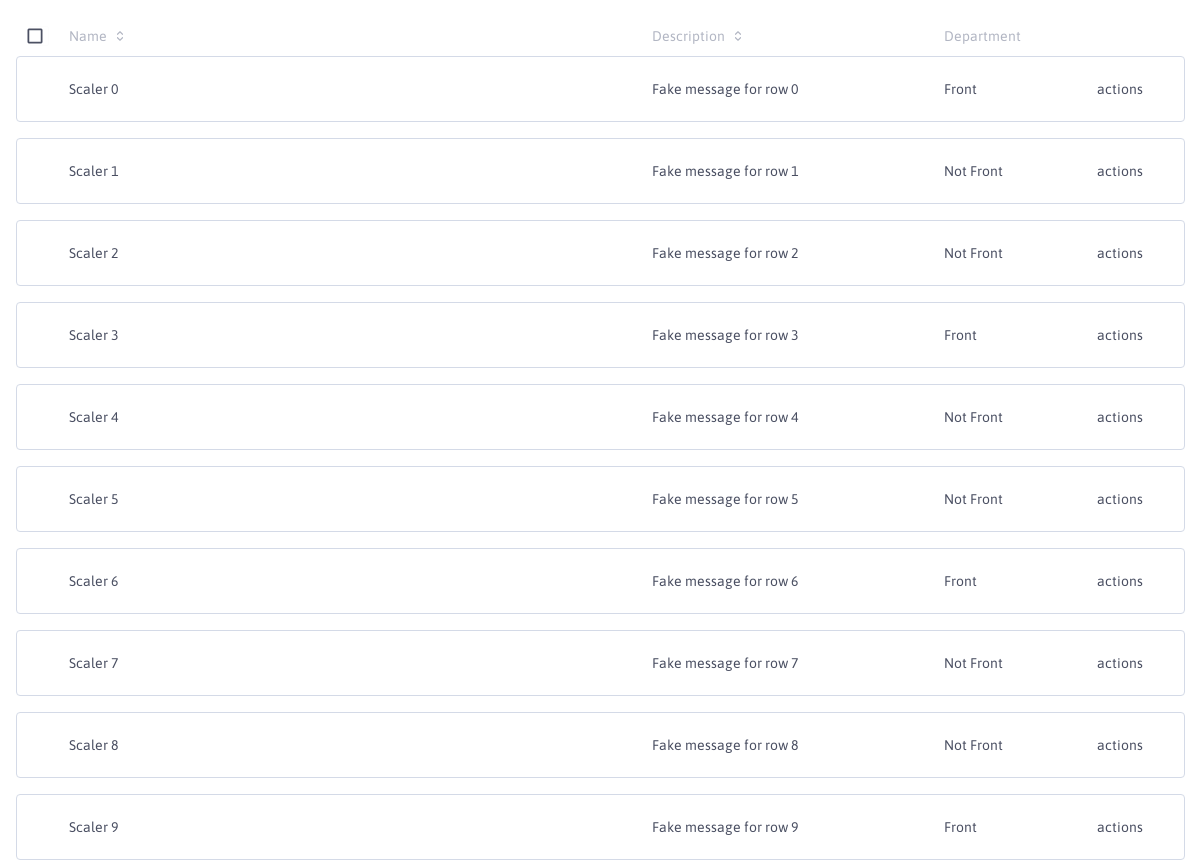 Name Description Department
Scaler 0 Fake message for row 0 Front actions
Scaler 1 Fake message for row 1 Not Front actions
Scaler 2 Fake message for row 2 Not Front actions
Scaler 3 Fake message for row 3 Front actions
Scaler 4 Fake message for row 4 Not Front actions
Scaler 5 Fake message for row 5 Not Front actions
Scaler 6 Fake message for row 6 Front actions
Scaler 7 Fake message for row 7 Not Front actions
Scaler 8 Fake message for row 8 Not Front actions
Scaler 9 Fake message for row 9 Front actions